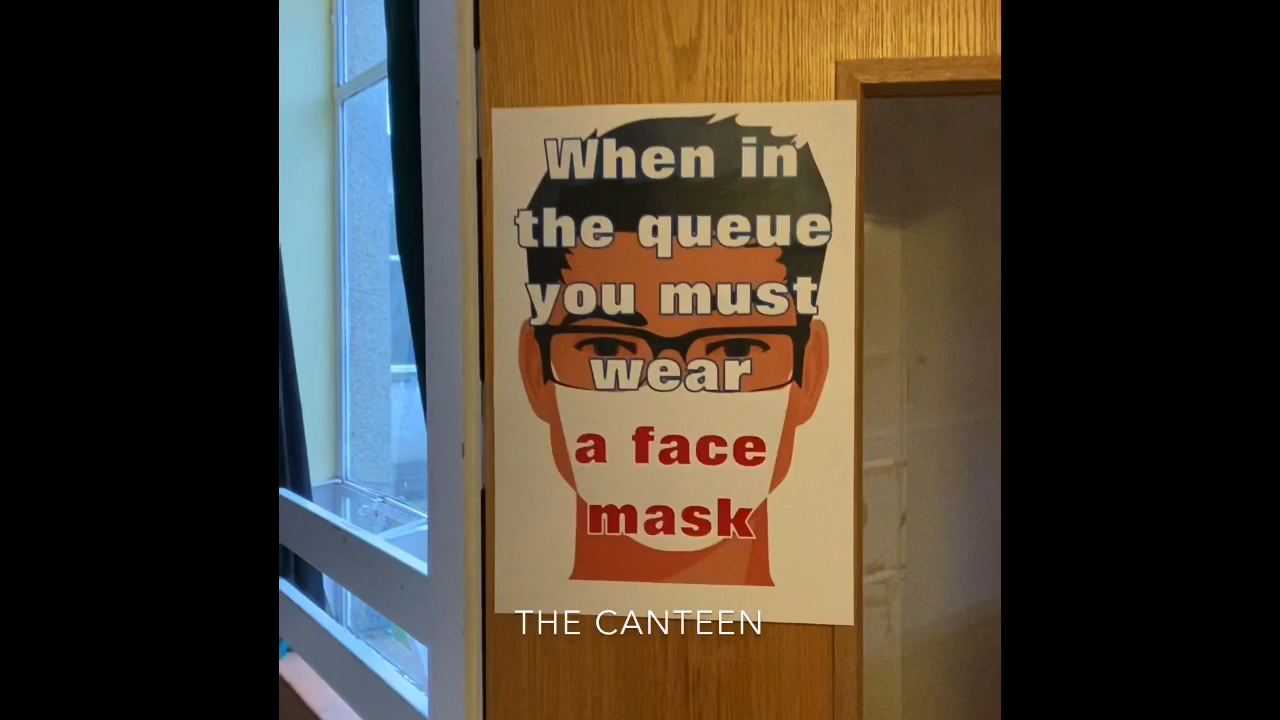 When in
the queue
you must
wear
a face
mask
THE CANTEEN